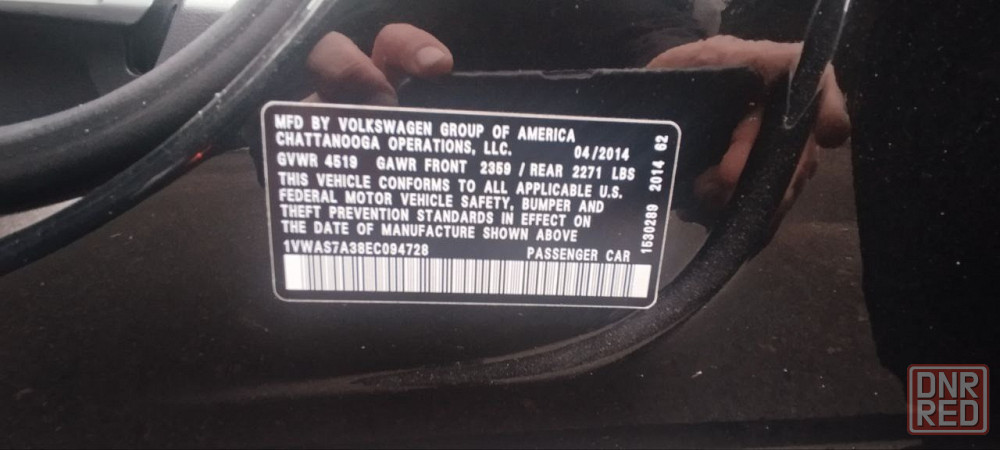 MFD BY VOLKSWAGEN GROUP OF AMERICA
CHATTANOOGA OPERATIONS, LLC. 04/2014
GVWR 4519 GAWR FRONT 2359 / REAR 2271 LBS
THIS VEHICLE CONFORMS TO ALL APPLICABLE U.S.
FEDERAL MOTOR VEHICLE SAFETY, BUMPER AND
THEFT PREVENTION STANDARDS IN EFFECT ON
THE DATE OF MANUFACTURE SHOWN ABOVE
1VWAS7A38EC094728 PASSENGER CAR
1530289 2014 62
DNR
RED